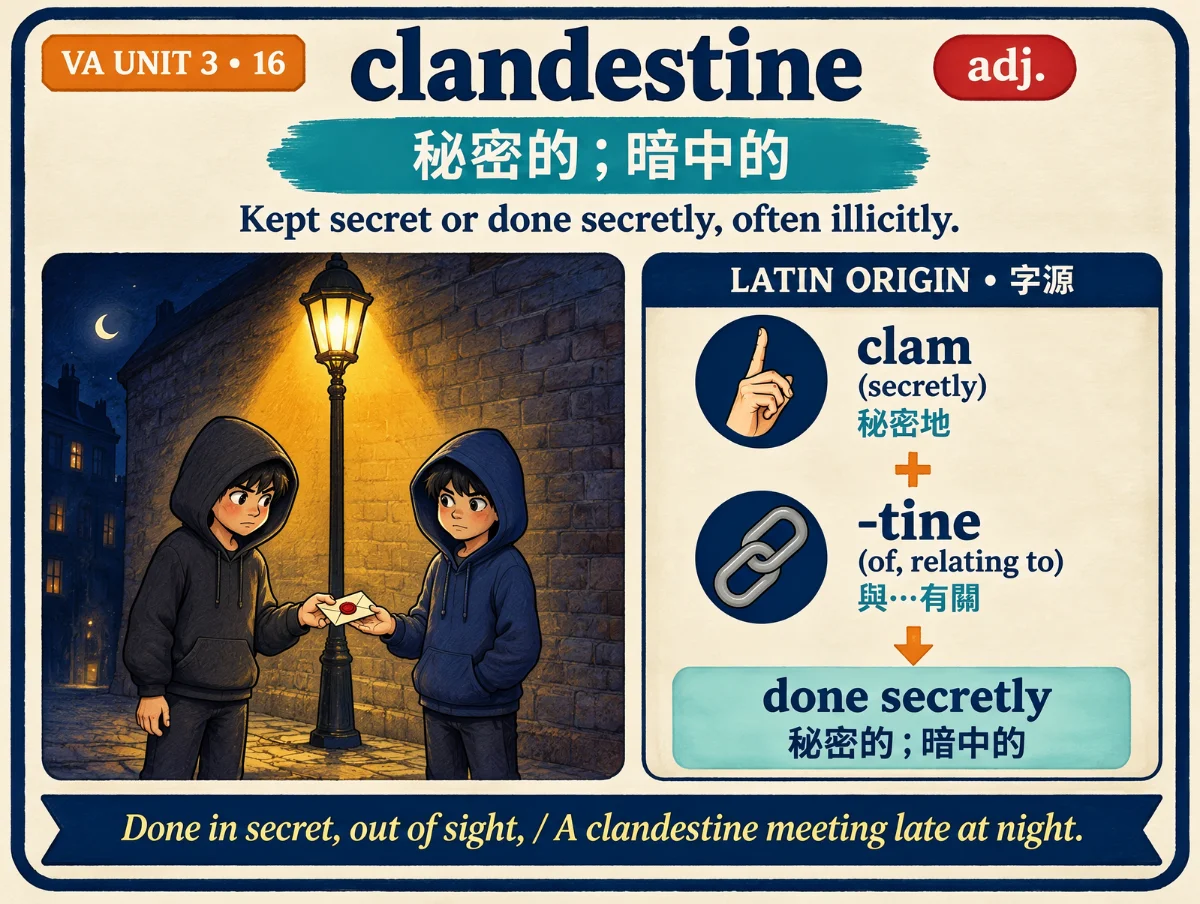 VA UNIT 3 • 16
clandestine
adj.
秘密的；暗中的
Kept secret or done secretly, often illicitly.
LATIN ORIGIN • 字源
clam
(secretly)
秘密地
+
-tine
(of, relating to)
與…有關
done secretly
秘密的；暗中的
Done in secret, out of sight, / A clandestine meeting late at night.